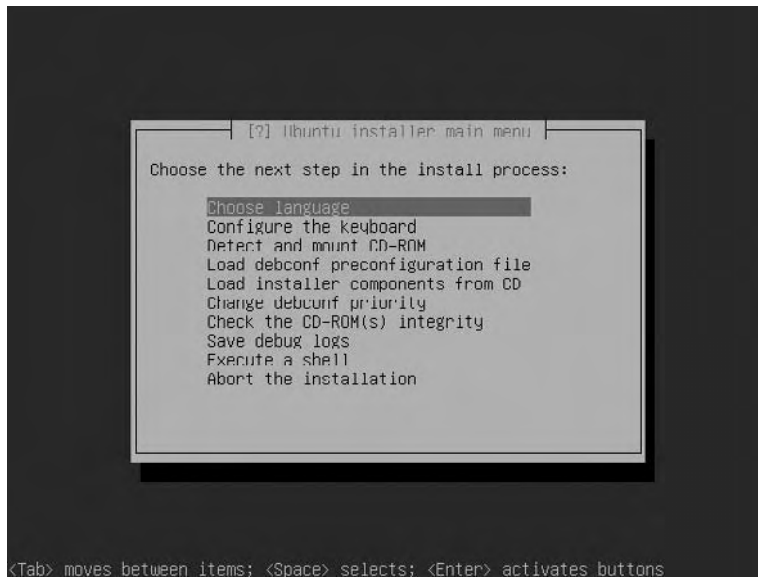 [?] Ubuntu installer main menu
Choose the next step in the install process:
Choose language
Configure the keyboard
Detect and mount CD-ROM
Load debconf preconfiguration file
Load installer components from CD
Change debconf priority
Check the CD-ROM(s) integrity
Save debug logs
Execute a shell
Abort the installation
<Tab> moves between items; <Space> selects; <Enter> activates buttons